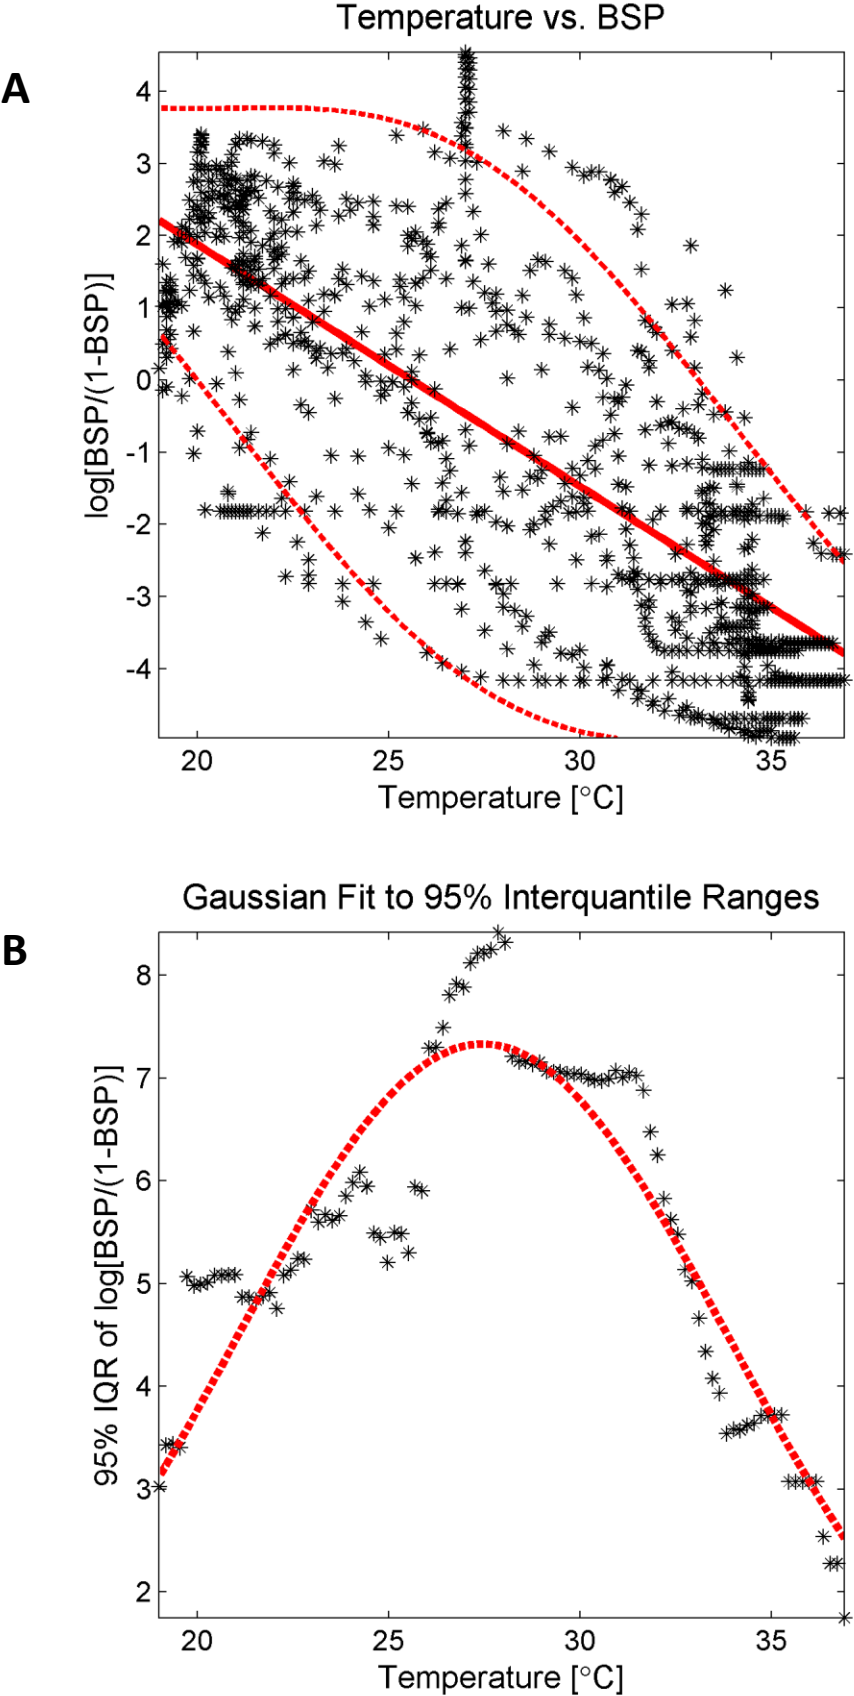 Temperature vs. BSP
A
4
3
2
1
0
-1
-2
-3
-4
log[BSP/(1-BSP)]
20 25 30 35
Temperature [°C]
Gaussian Fit to 95% Interquantile Ranges
B
8
7
6
5
4
3
2
95% IQR of log[BSP/(1-BSP)]
20 25 30 35
Temperature [°C]